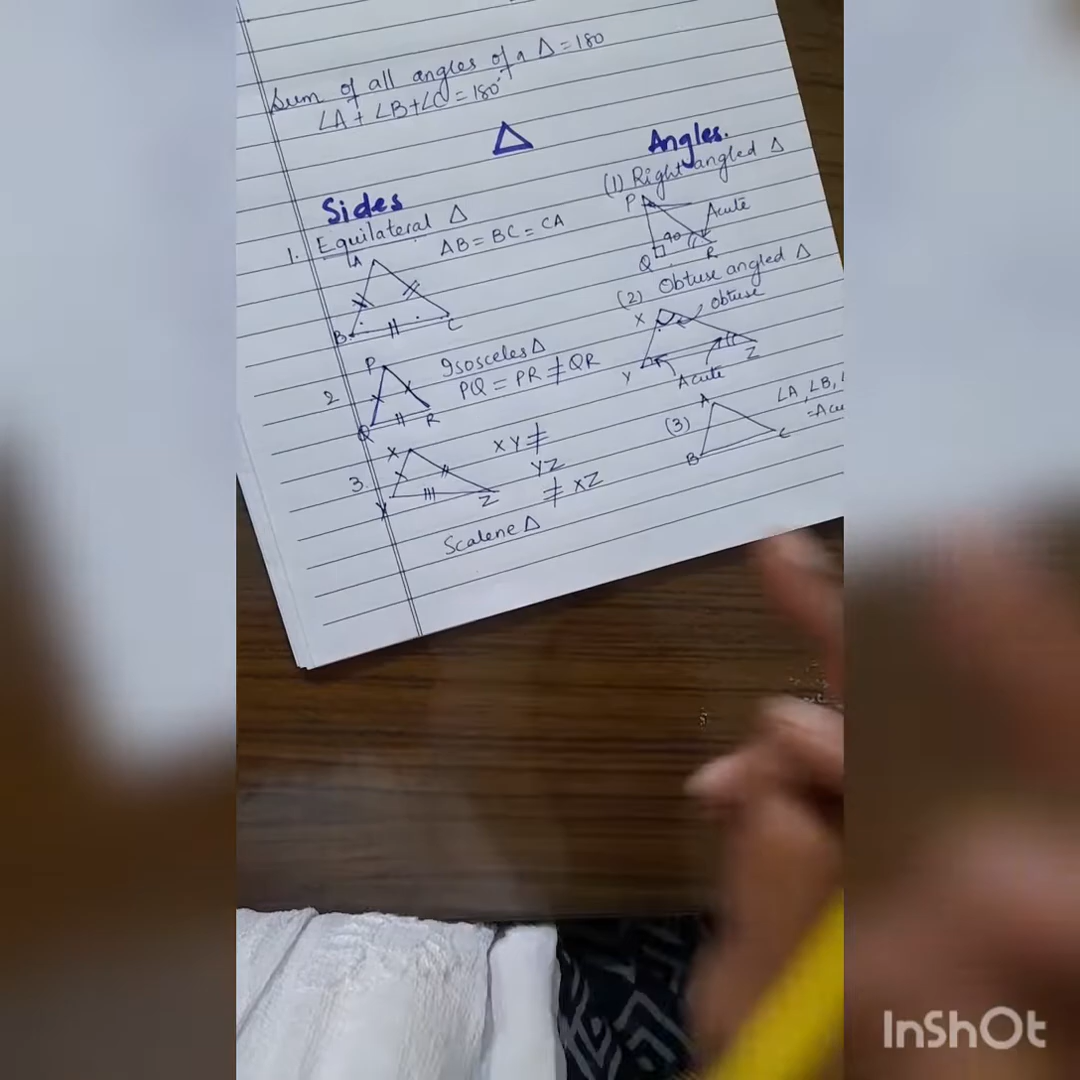 Sum of all angles of a Δ = 180
∠A + ∠B + ∠C = 180°
Δ
Sides
1. Equilateral Δ
AB = BC = CA
A
B
C
2
Isosceles Δ
PQ = PR ≠ QR
P
Q
R
3.
XY ≠
YZ
≠ XZ
X
Y
Z
Scalene Δ
Angles.
(1) Right angled Δ
P
Acute
90
Q
R
(2) Obtuse angled Δ
obtuse
X
Y
Z
Acute
(3)
A
B
C
∠A, ∠B,
= Acu
InShOt